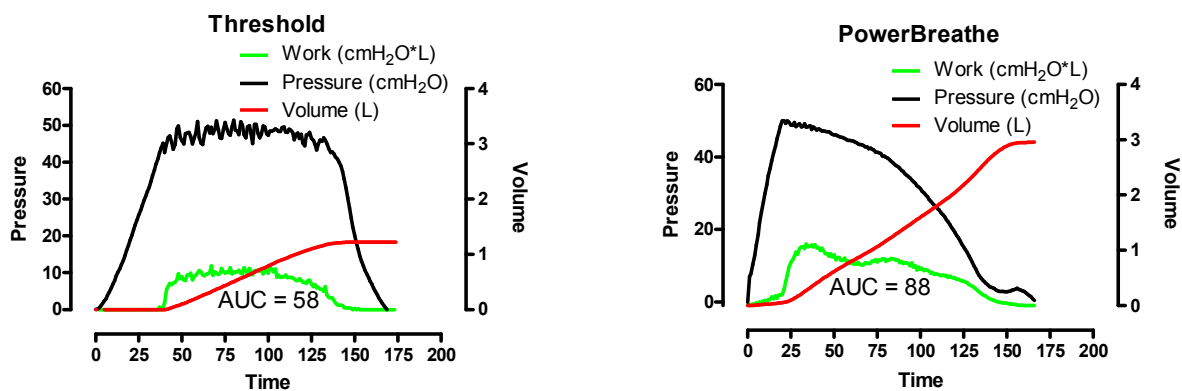 Threshold
Work (cmH₂O*L)
Pressure (cmH₂O)
Volume (L)
60
50
40
30
20
10
0
Pressure
4
3
2
1
0
Volume
AUC = 58
0 25 50 75 100 125 150 175 200
Time
PowerBreathe
Work (cmH₂O*L)
Pressure (cmH₂O)
Volume (L)
60
40
20
0
Pressure
4
3
2
1
0
Volume
AUC = 88
0 25 50 75 100 125 150 175 200
Time